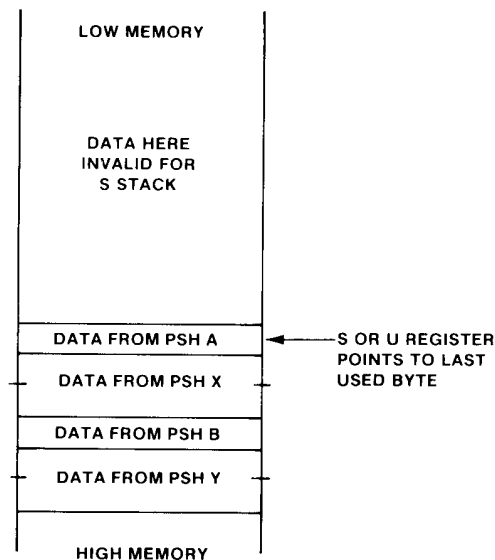 LOW MEMORY
DATA HERE
INVALID FOR
S STACK
DATA FROM PSH A
S OR U REGISTER
POINTS TO LAST
USED BYTE
DATA FROM PSH X
DATA FROM PSH B
DATA FROM PSH Y
HIGH MEMORY